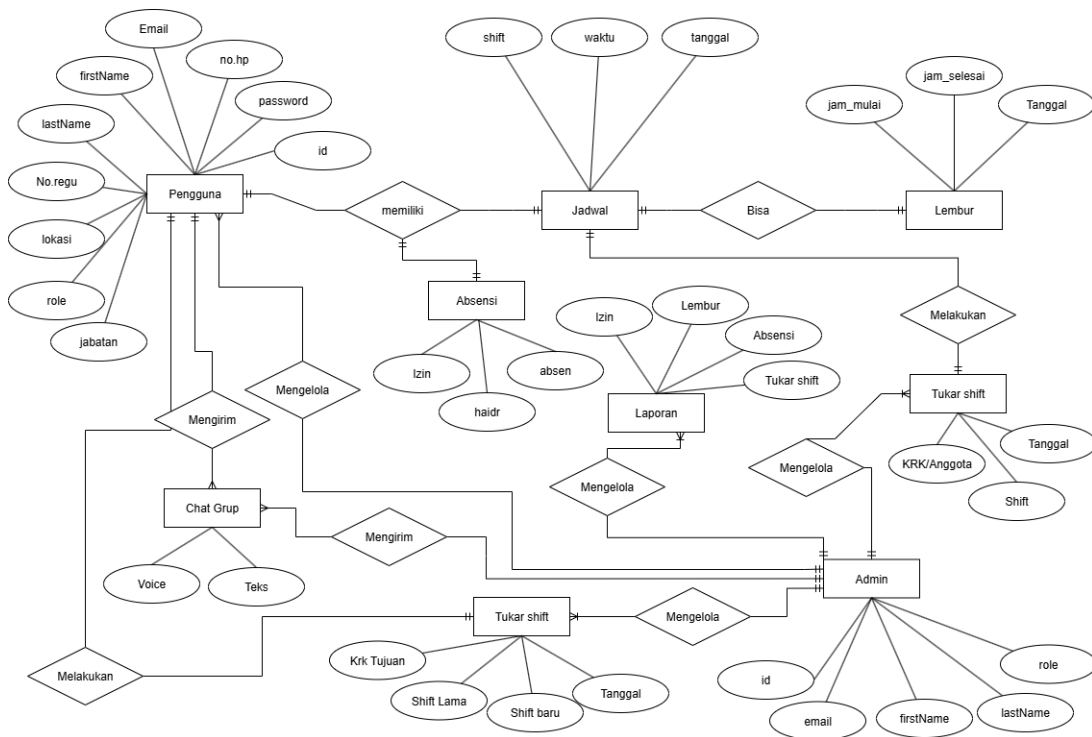 Email
shift
waktu
tanggal
no.hp
firstName
jam_selesai
password
jam_mulai
Tanggal
lastName
id
No.regu
Pengguna
memiliki
Jadwal
Bisa
Lembur
lokasi
role
Absensi
Izin
Lembur
Melakukan
jabatan
Absensi
Izin
absen
Tukar shift
Mengelola
Tukar shift
haidr
Laporan
Mengirim
Tanggal
KRK/Anggota
Mengelola
Mengelola
Shift
Chat Grup
Mengirim
Voice
Teks
Admin
Tukar shift
Mengelola
Krk Tujuan
role
Melakukan
id
Shift Lama
Tanggal
Shift baru
lastName
email
firstName